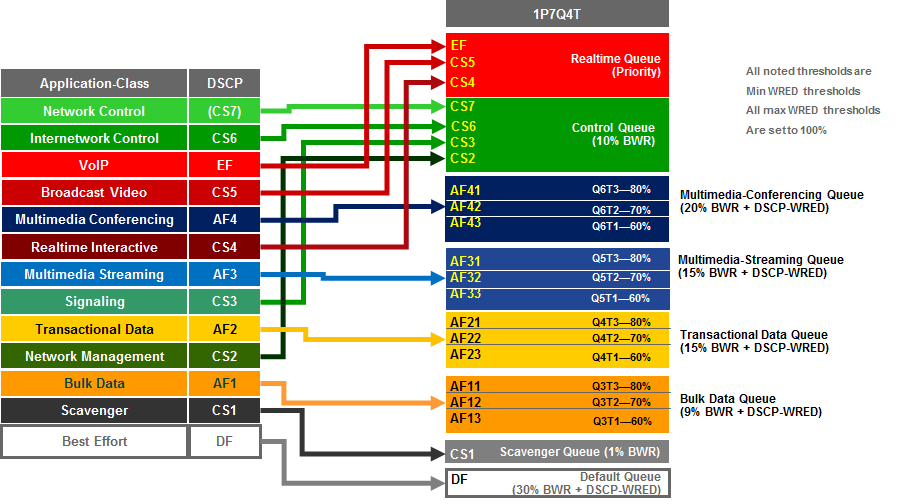 1P7Q4T
Application-Class DSCP
Network Control (CS7)
Internetwork Control CS6
VoIP EF
Broadcast Video CS5
Multimedia Conferencing AF4
Realtime Interactive CS4
Multimedia Streaming AF3
Signaling CS3
Transactional Data AF2
Network Management CS2
Bulk Data AF1
Scavenger CS1
Best Effort DF
EF
CS5
CS4
Realtime Queue
(Priority)
CS7
CS6
CS3
CS2
Control Queue
(10% BWR)
AF41 Q6T3—80%
AF42 Q6T2—70%
AF43 Q6T1—60%
Multimedia-Conferencing Queue
(20% BWR + DSCP-WRED)
AF31 Q5T3—80%
AF32 Q5T2—70%
AF33 Q5T1—60%
Multimedia-Streaming Queue
(15% BWR + DSCP-WRED)
AF21 Q4T3—80%
AF22 Q4T2—70%
AF23 Q4T1—60%
Transactional Data Queue
(15% BWR + DSCP-WRED)
AF11 Q3T3—80%
AF12 Q3T2—70%
AF13 Q3T1—60%
Bulk Data Queue
(9% BWR + DSCP-WRED)
CS1 Scavenger Queue (1% BWR)
DF Default Queue
(30% BWR + DSCP-WRED)
All noted thresholds are
Min WRED thresholds
All max WRED thresholds
Are set to 100%